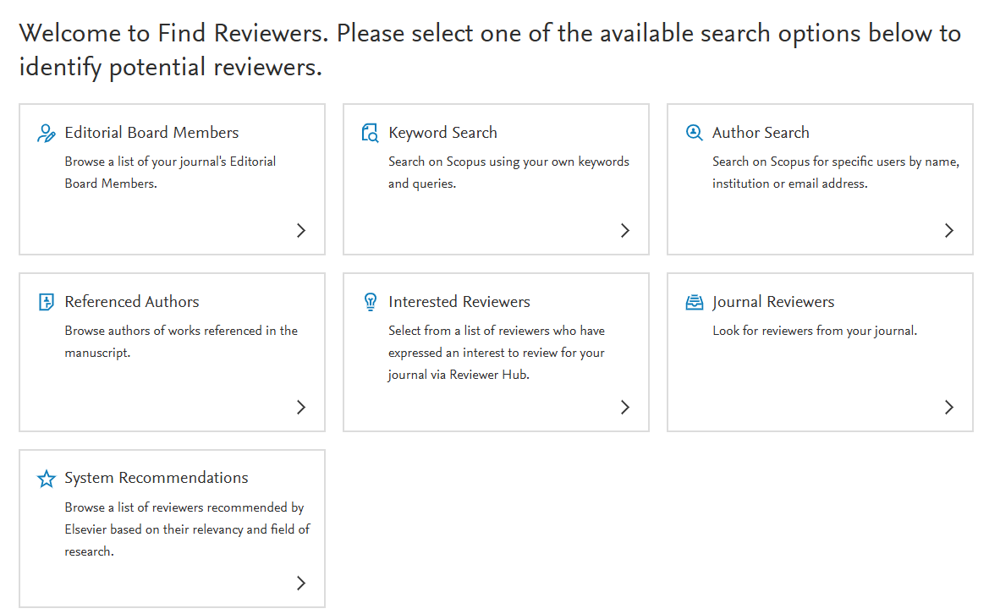 Welcome to Find Reviewers. Please select one of the available search options below to
identify potential reviewers.
Editorial Board Members
Browse a list of your journal's Editorial
Board Members.
Keyword Search
Search on Scopus using your own keywords
and queries.
Author Search
Search on Scopus for specific users by name,
institution or email address.
Referenced Authors
Browse authors of works referenced in the
manuscript.
Interested Reviewers
Select from a list of reviewers who have
expressed an interest to review for your
journal via Reviewer Hub.
Journal Reviewers
Look for reviewers from your journal.
System Recommendations
Browse a list of reviewers recommended by
Elsevier based on their relevancy and field of
research.